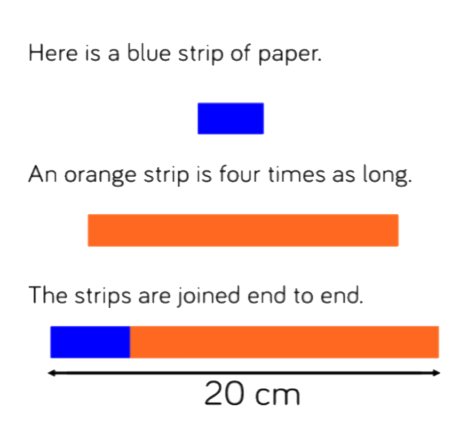 Here is a blue strip of paper.
An orange strip is four times as long.
The strips are joined end to end.
20 cm